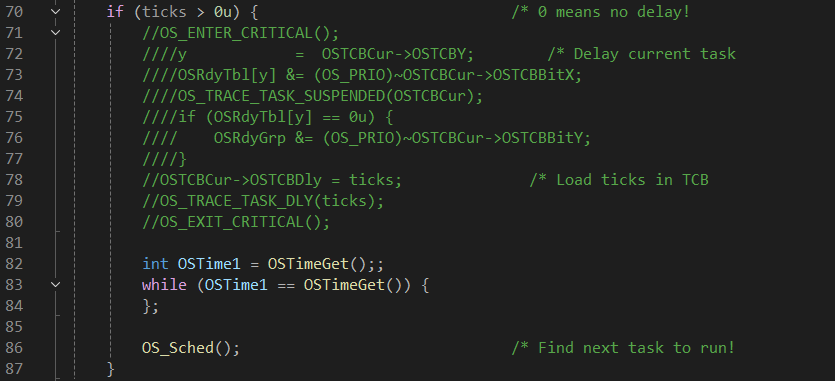 70 if (ticks > 0u) { /* 0 means no delay!
71 //OS_ENTER_CRITICAL();
72 ////y = OSTCBCur->OSTCBY; /* Delay current task
73 ////OSRdyTbl[y] &= (OS_PRIO)~OSTCBCur->OSTCBBitX;
74 ////OS_TRACE_TASK_SUSPENDED(OSTCBCur);
75 ////if (OSRdyTbl[y] == 0u) {
76 //// OSRdyGrp &= (OS_PRIO)~OSTCBCur->OSTCBBitY;
77 ////}
78 //OSTCBCur->OSTCBDly = ticks; /* Load ticks in TCB
79 //OS_TRACE_TASK_DLY(ticks);
80 //OS_EXIT_CRITICAL();
81
82 int OSTime1 = OSTimeGet();;
83 while (OSTime1 == OSTimeGet()) {
84 };
85
86 OS_Sched(); /* Find next task to run!
87 }